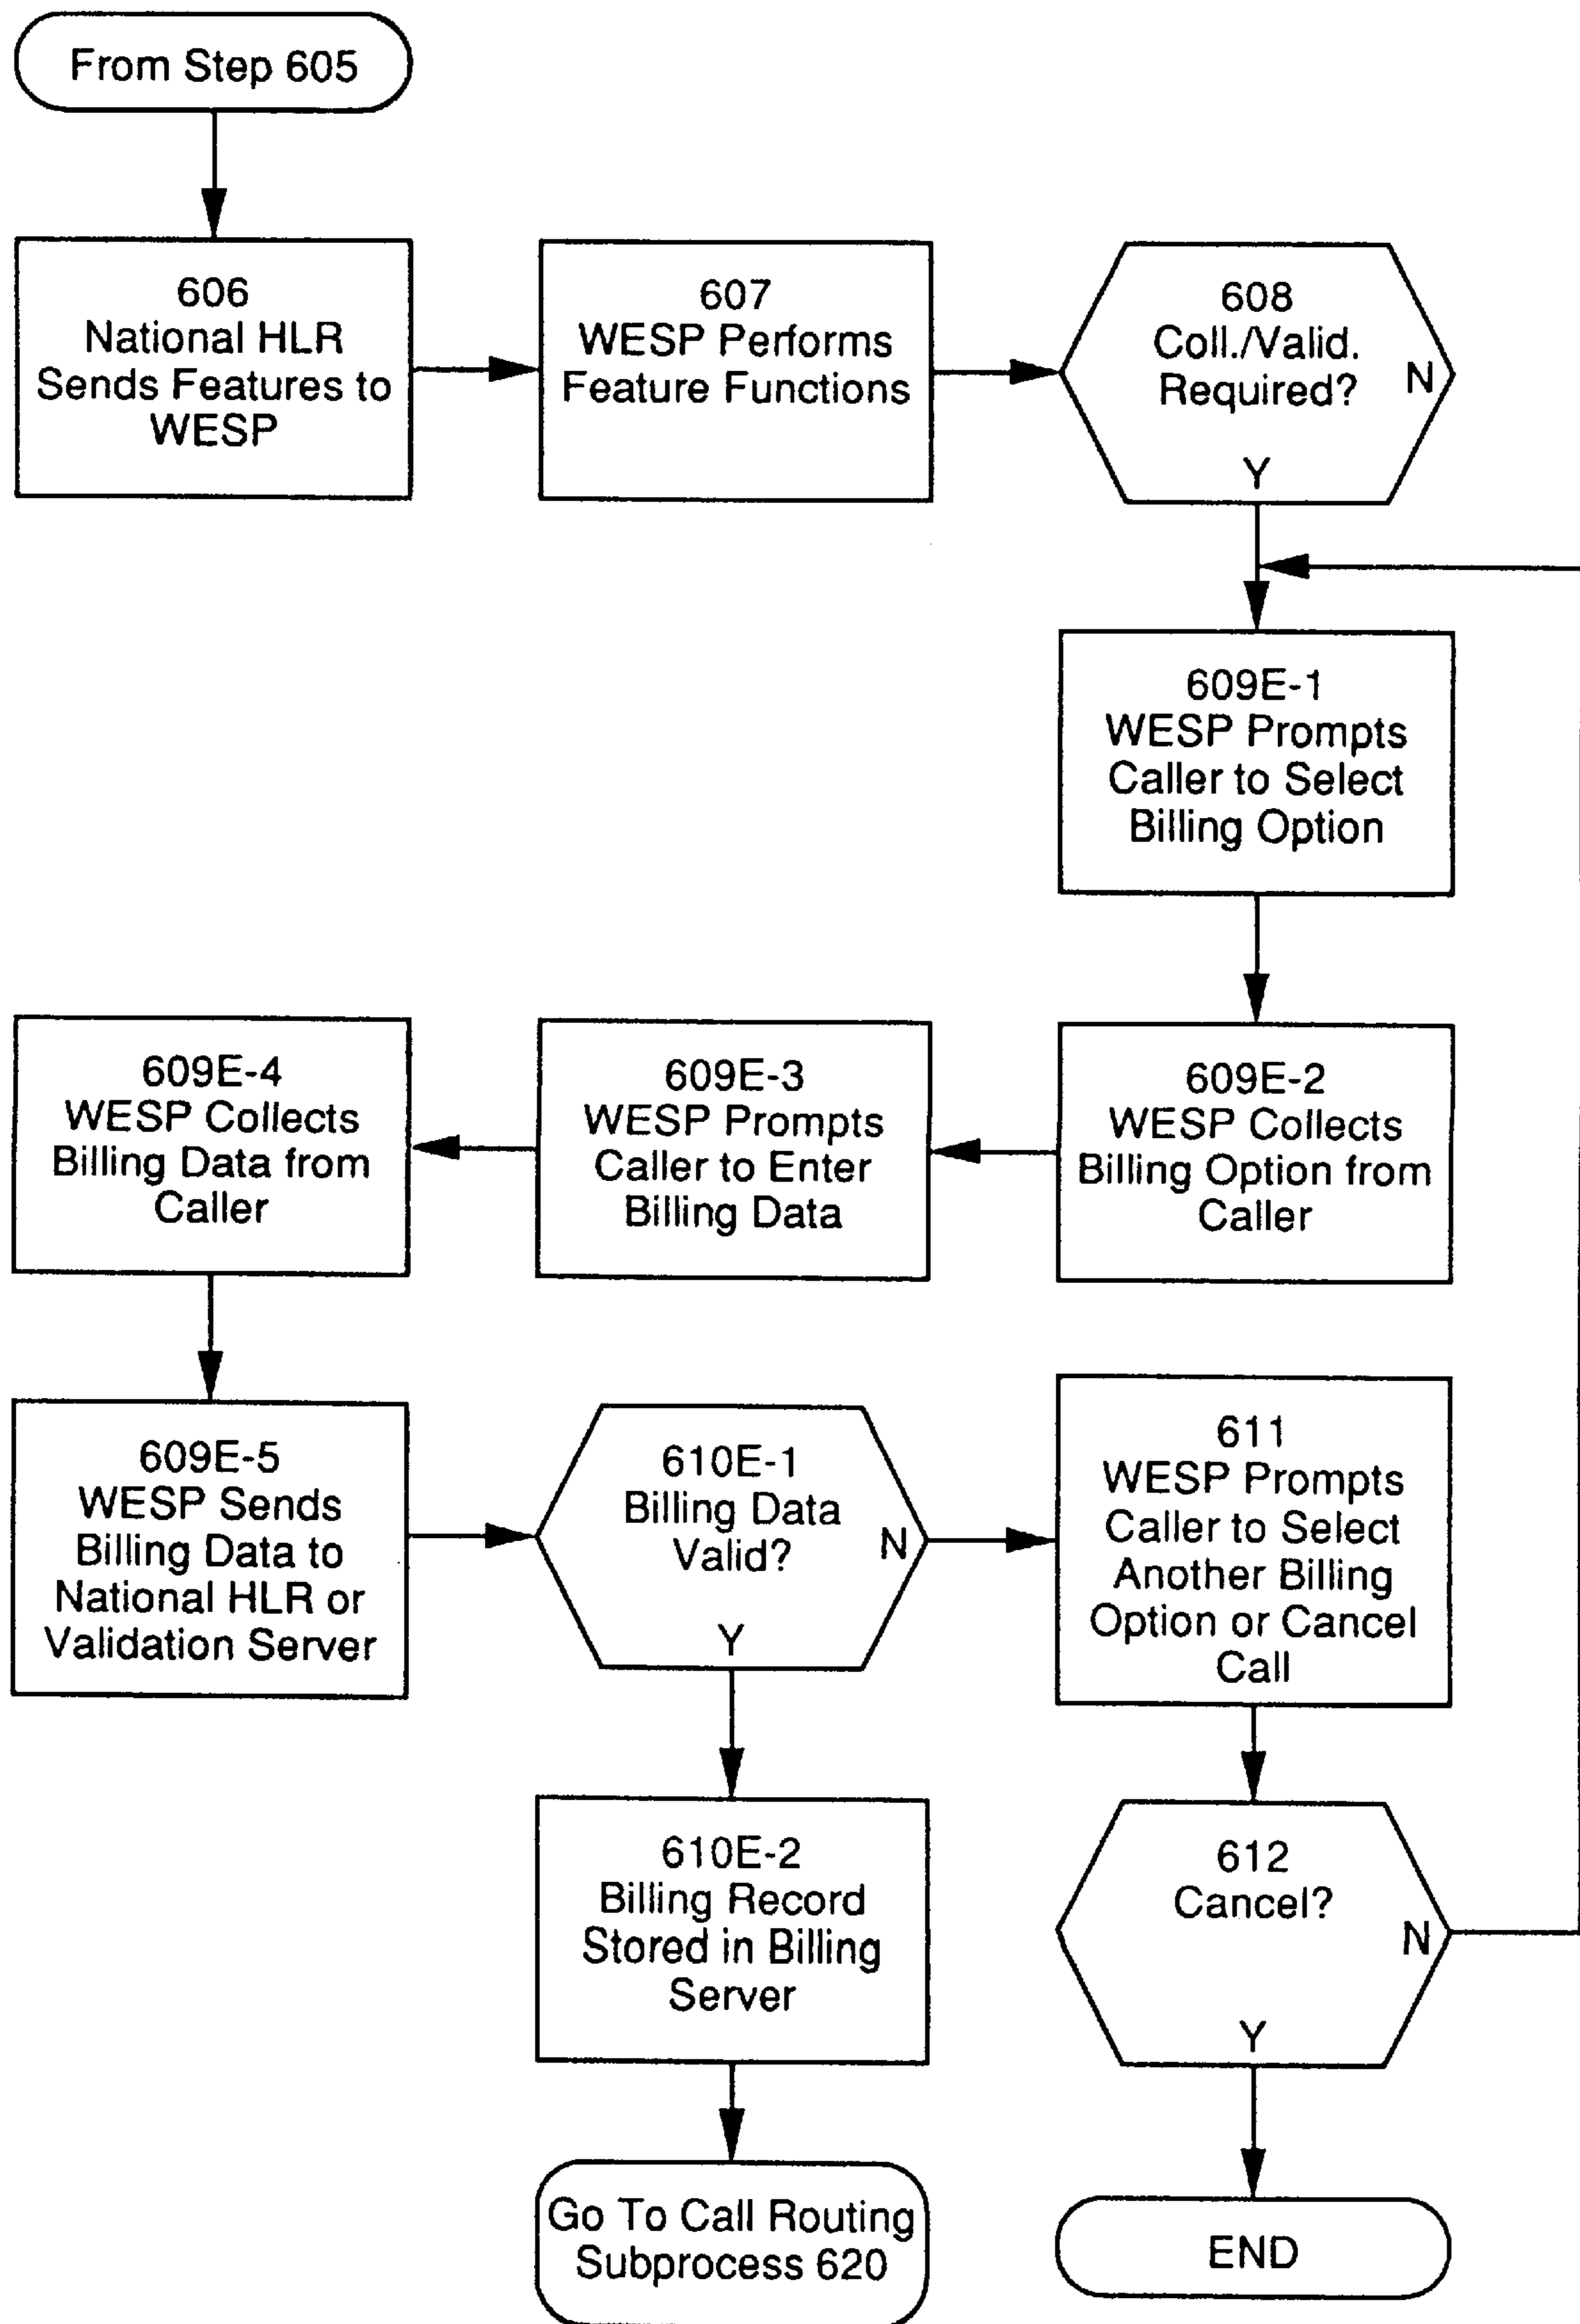 From Step 605
606
National HLR
Sends Features to
WESP
607
WESP Performs
Feature Functions
608
Coll./Valid.
Required?
N
Y
609E-1
WESP Prompts
Caller to Select
Billing Option
609E-4
WESP Collects
Billing Data from
Caller
609E-3
WESP Prompts
Caller to Enter
Billing Data
609E-2
WESP Collects
Billing Option from
Caller
609E-5
WESP Sends
Billing Data to
National HLR or
Validation Server
610E-1
Billing Data
Valid?
N
Y
611
WESP Prompts
Caller to Select
Another Billing
Option or Cancel
Call
610E-2
Billing Record
Stored in Billing
Server
612
Cancel?
N
Y
Go To Call Routing
Subprocess 620
END